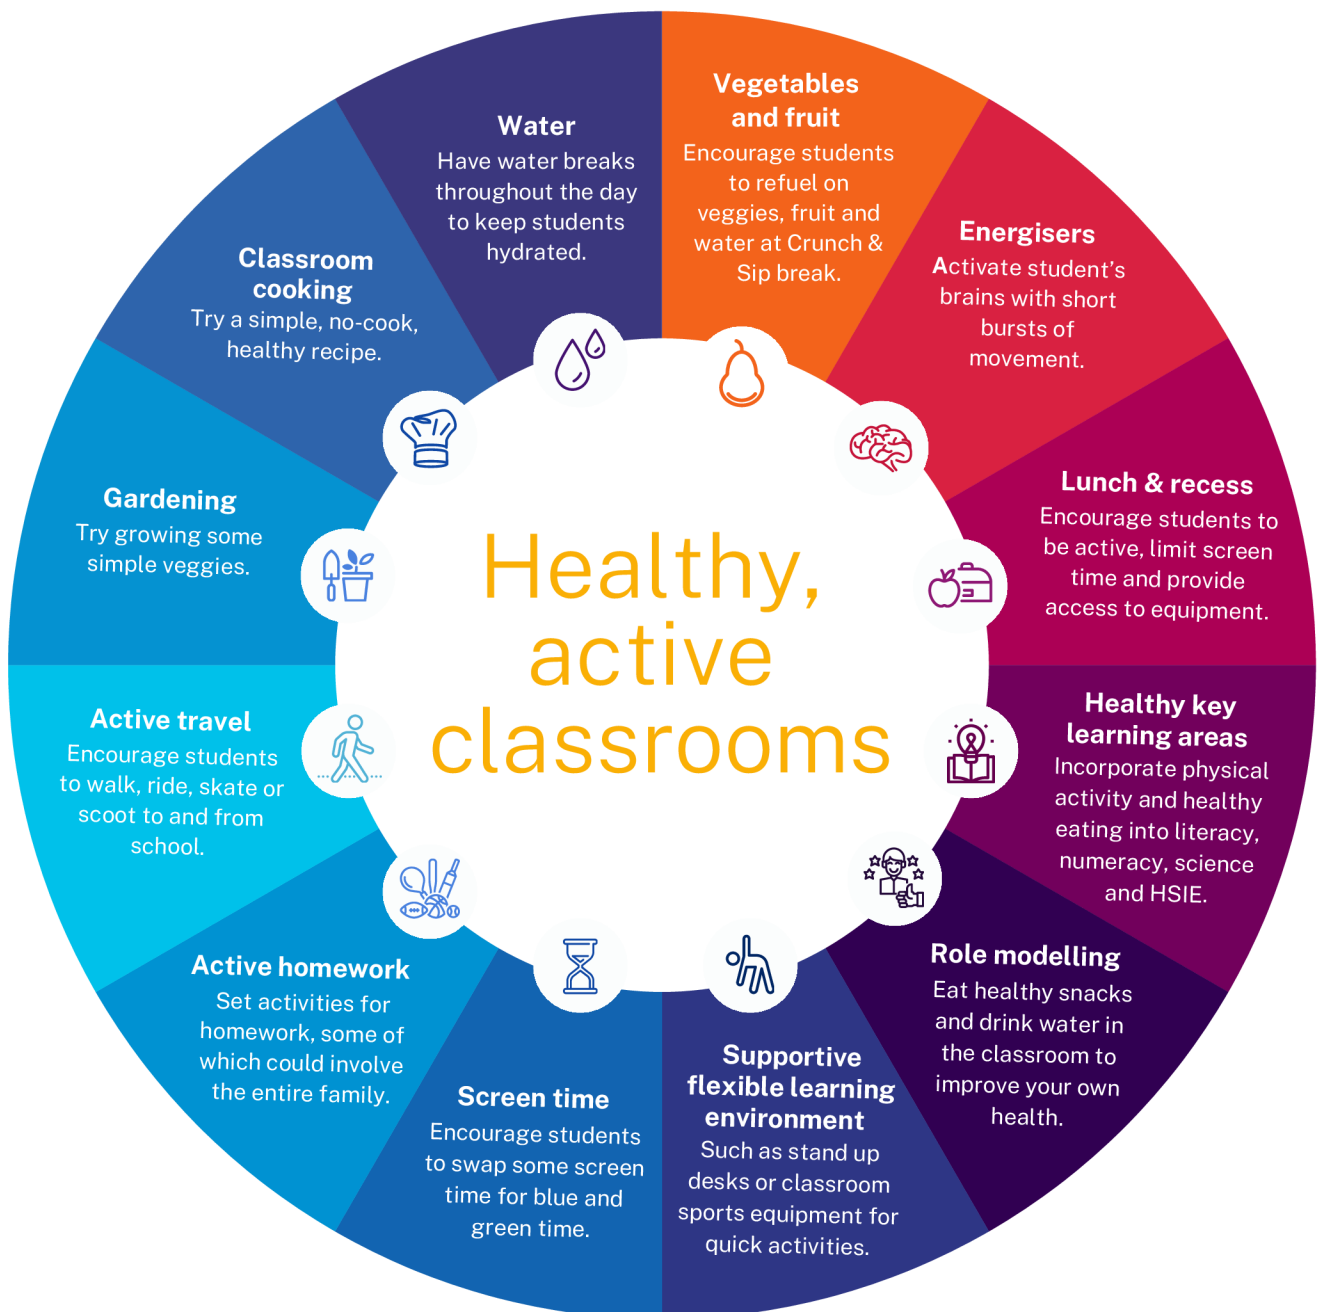 Healthy,
active
classrooms
Vegetables
and fruit
Encourage students
to refuel on
veggies, fruit and
water at Crunch &
Sip break.
Energisers
Activate student's
brains with short
bursts of
movement.
Lunch & recess
Encourage students to
be active, limit screen
time and provide
access to equipment.
Healthy key
learning areas
Incorporate physical
activity and healthy
eating into literacy,
numeracy, science
and HSIE.
Role modelling
Eat healthy snacks
and drink water in
the classroom to
improve your own
health.
Supportive
flexible learning
environment
Such as stand up
desks or classroom
sports equipment for
quick activities.
Screen time
Encourage students
to swap some screen
time for blue and
green time.
Active homework
Set activities for
homework, some of
which could involve
the entire family.
Active travel
Encourage students
to walk, ride, skate or
scoot to and from
school.
Gardening
Try growing some
simple veggies.
Classroom
cooking
Try a simple, no-cook,
healthy recipe.
Water
Have water breaks
throughout the day
to keep students
hydrated.